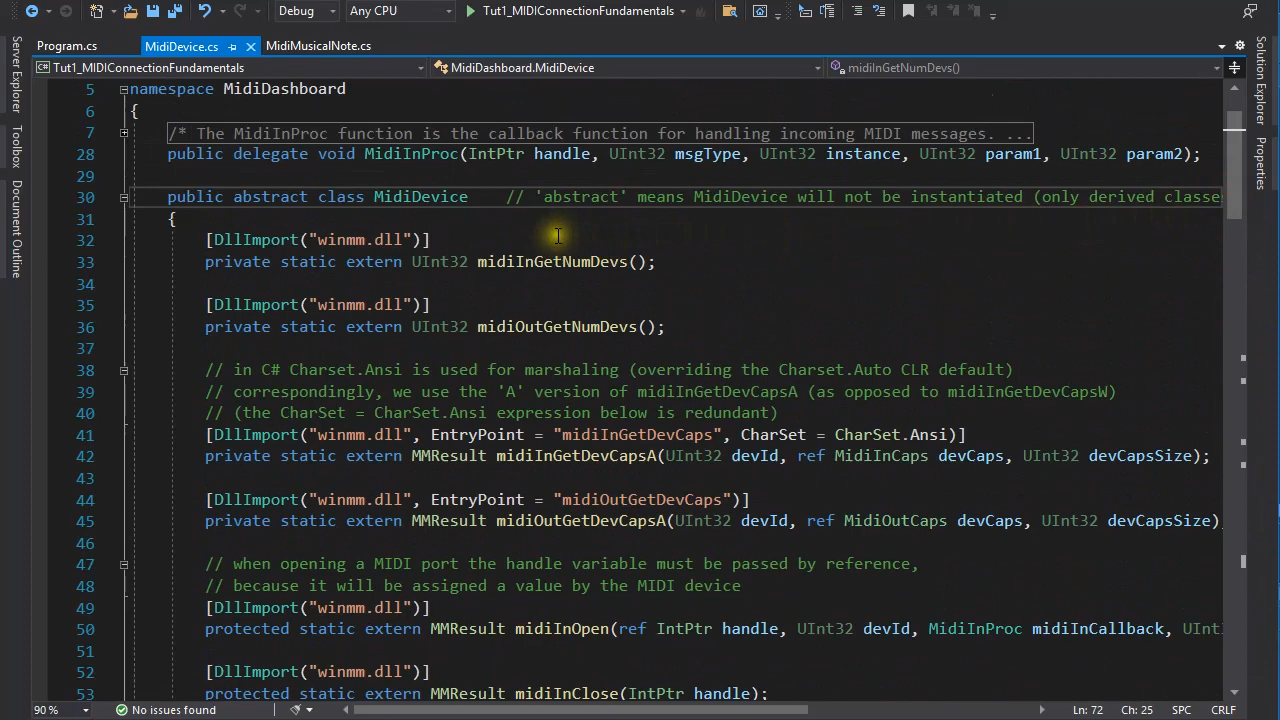 Debug Any CPU Tut1_MIDIConnectionFundamentals
Program.cs MidiDevice.cs MidiMusicalNote.cs
Tut1_MIDIConnectionFundamentals MidiDashboard.MidiDevice midiInGetNumDevs()
Server Explorer
Toolbox
Document Outline
5 namespace MidiDashboard
6 {
7 /* The MidiInProc function is the callback function for handling incoming MIDI messages. ...
28 public delegate void MidiInProc(IntPtr handle, UInt32 msgType, UInt32 instance, UInt32 param1, UInt32 param2);
29
30 public abstract class MidiDevice // 'abstract' means MidiDevice will not be instantiated (only derived classe
31 {
32 [DllImport("winmm.dll")]
33 private static extern UInt32 midiInGetNumDevs();
34
35 [DllImport("winmm.dll")]
36 private static extern UInt32 midiOutGetNumDevs();
37
38 // in C# Charset.Ansi is used for marshaling (overriding the Charset.Auto CLR default)
39 // correspondingly, we use the 'A' version of midiInGetDevCapsA (as opposed to midiInGetDevCapsW)
40 // (the CharSet = CharSet.Ansi expression below is redundant)
41 [DllImport("winmm.dll", EntryPoint = "midiInGetDevCaps", CharSet = CharSet.Ansi)]
42 private static extern MMResult midiInGetDevCapsA(UInt32 devId, ref MidiInCaps devCaps, UInt32 devCapsSize);
43
44 [DllImport("winmm.dll", EntryPoint = "midiOutGetDevCaps")]
45 private static extern MMResult midiOutGetDevCapsA(UInt32 devId, ref MidiOutCaps devCaps, UInt32 devCapsSize)
46
47 // when opening a MIDI port the handle variable must be passed by reference,
48 // because it will be assigned a value by the MIDI device
49 [DllImport("winmm.dll")]
50 protected static extern MMResult midiInOpen(ref IntPtr handle, UInt32 devId, MidiInProc midiInCallback, UIn
51
52 [DllImport("winmm.dll")]
53 protected static extern MMResult midiInClose(IntPtr handle);
Solution Explorer
Properties
90 % No issues found Ln: 72 Ch: 25 SPC CRLF